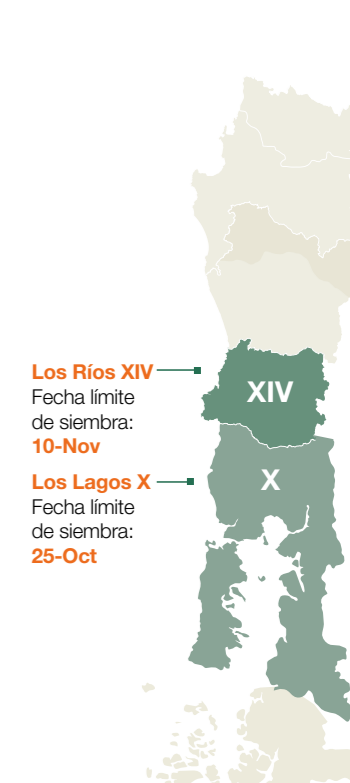 Los Ríos XIV
Fecha límite
de siembra:
10-Nov
Los Lagos X
Fecha límite
de siembra:
25-Oct
XIV
X